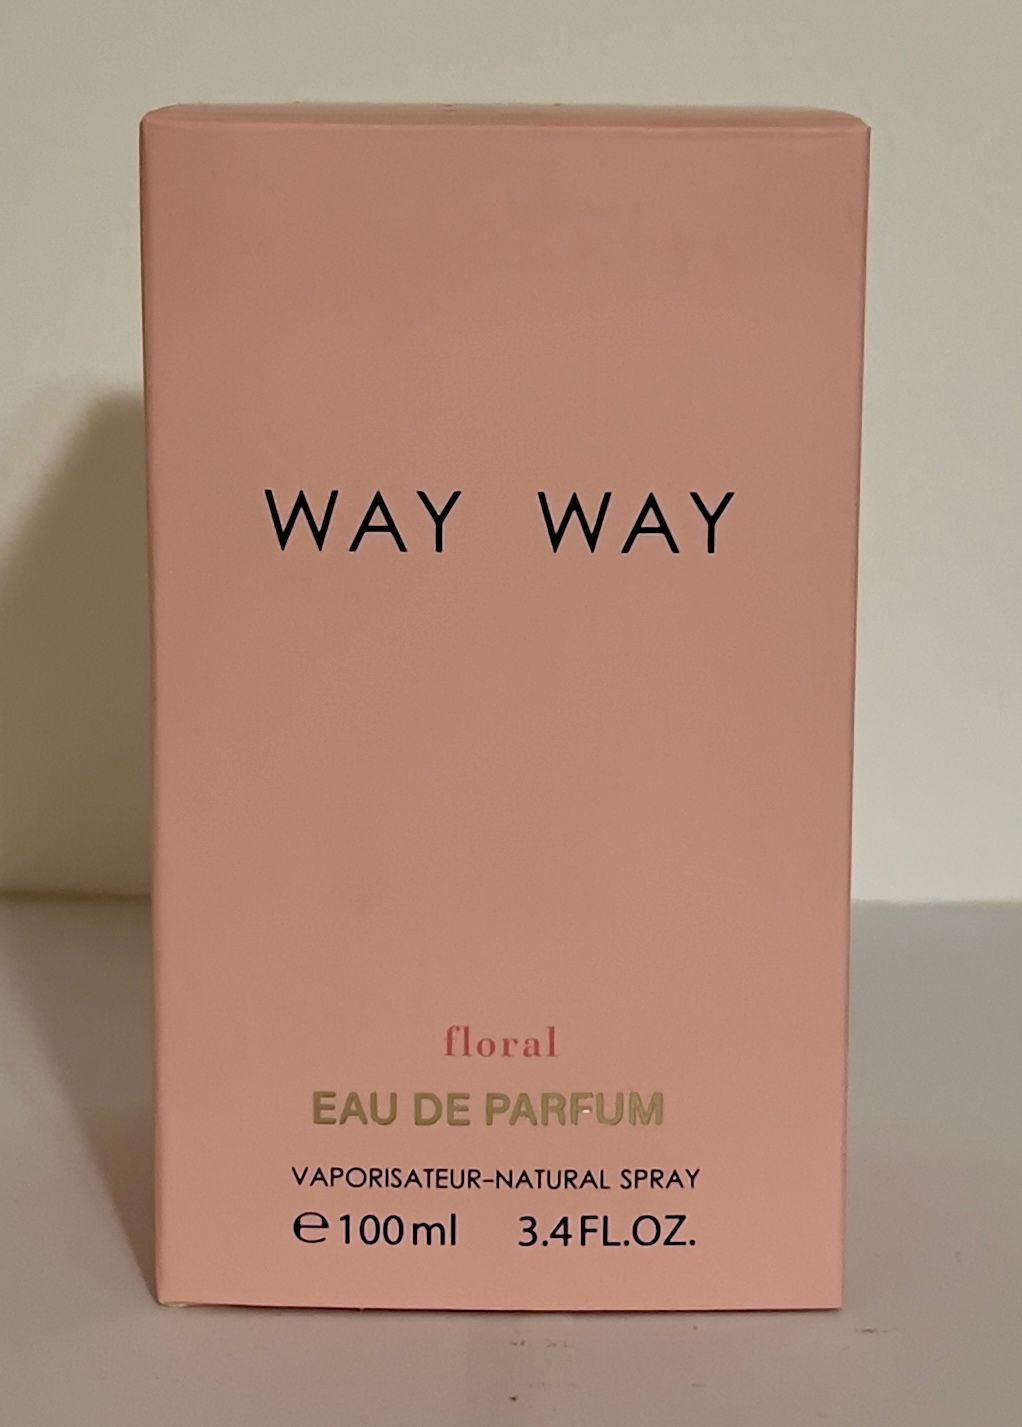 WAY WAY
floral
EAU DE PARFUM
VAPORISATEUR-NATURAL SPRAY
℮100ml 3.4FL.OZ.